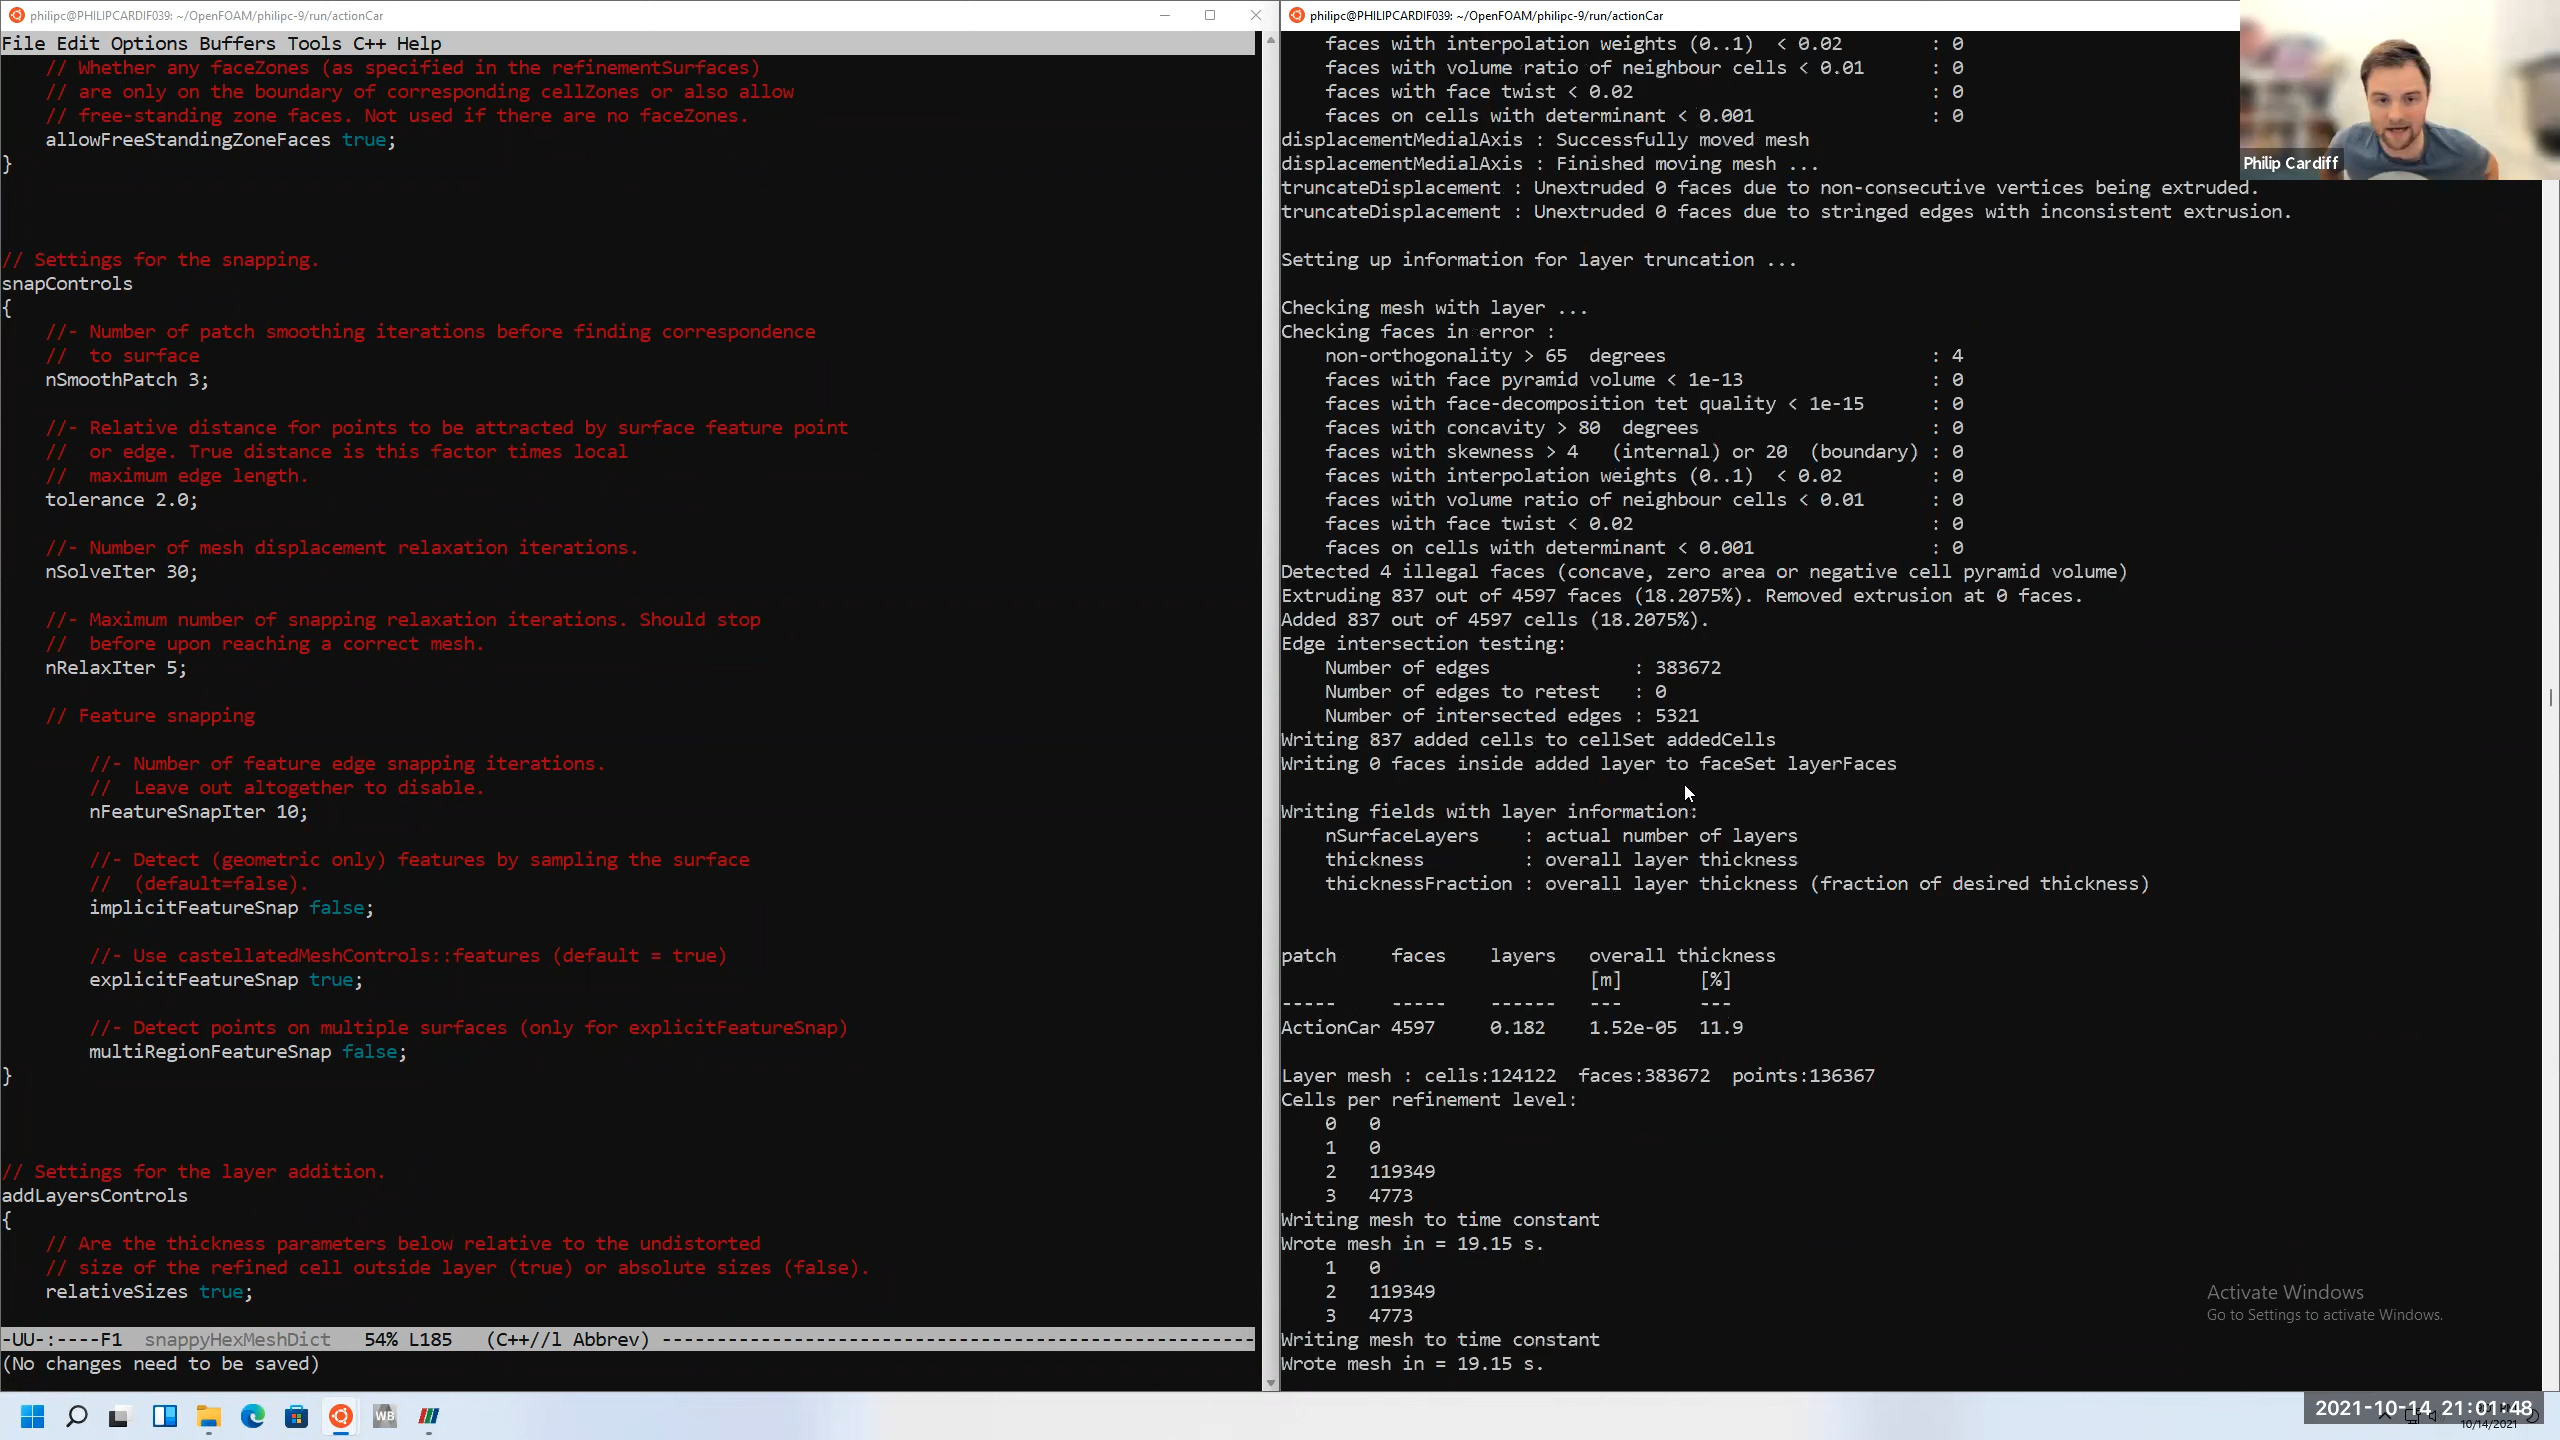 philipc@PHILIPCARDIF039: ~/OpenFOAM/philipc-9/run/actionCar
File Edit Options Buffers Tools C++ Help
    // Whether any faceZones (as specified in the refinementSurfaces)
    // are only on the boundary of corresponding cellZones or also allow
    // free-standing zone faces. Not used if there are no faceZones.
    allowFreeStandingZoneFaces true;
}
// Settings for the snapping.
snapControls
{
    //- Number of patch smoothing iterations before finding correspondence
    //  to surface
    nSmoothPatch 3;
    //- Relative distance for points to be attracted by surface feature point
    // or edge. True distance is this factor times local
    // maximum edge length.
    tolerance 2.0;
    //- Number of mesh displacement relaxation iterations.
    nSolveIter 30;
    //- Maximum number of snapping relaxation iterations. Should stop
    //  before upon reaching a correct mesh.
    nRelaxIter 5;
    // Feature snapping
        //- Number of feature edge snapping iterations.
        //  Leave out altogether to disable.
        nFeatureSnapIter 10;
        //- Detect (geometric only) features by sampling the surface
        //  (default=false).
        implicitFeatureSnap false;
        //- Use castellatedMeshControls::features (default = true)
        explicitFeatureSnap true;
        //- Detect points on multiple surfaces (only for explicitFeatureSnap)
        multiRegionFeatureSnap false;
}
// Settings for the layer addition.
addLayersControls
{
    // Are the thickness parameters below relative to the undistorted
    // size of the refined cell outside layer (true) or absolute sizes (false).
    relativeSizes true;
-UU-:----F1  snappyHexMeshDict   54% L185   (C++//l Abbrev) ------------------------------------------------------
(No changes need to be saved)
philipc@PHILIPCARDIF039: ~/OpenFOAM/philipc-9/run/actionCar
    faces with interpolation weights (0..1)  < 0.02        : 0
    faces with volume ratio of neighbour cells < 0.01      : 0
    faces with face twist < 0.02                           : 0
    faces on cells with determinant < 0.001                : 0
displacementMedialAxis : Successfully moved mesh
displacementMedialAxis : Finished moving mesh ...
truncateDisplacement : Unextruded 0 faces due to non-consecutive vertices being extruded.
truncateDisplacement : Unextruded 0 faces due to stringed edges with inconsistent extrusion.
Setting up information for layer truncation ...
Checking mesh with layer ...
Checking faces in error :
    non-orthogonality > 65  degrees                        : 4
    faces with face pyramid volume < 1e-13                 : 0
    faces with face-decomposition tet quality < 1e-15      : 0
    faces with concavity > 80  degrees                     : 0
    faces with skewness > 4   (internal) or 20  (boundary) : 0
    faces with interpolation weights (0..1)  < 0.02        : 0
    faces with volume ratio of neighbour cells < 0.01      : 0
    faces with face twist < 0.02                           : 0
    faces on cells with determinant < 0.001                : 0
Detected 4 illegal faces (concave, zero area or negative cell pyramid volume)
Extruding 837 out of 4597 faces (18.2075%). Removed extrusion at 0 faces.
Added 837 out of 4597 cells (18.2075%).
Edge intersection testing:
    Number of edges             : 383672
    Number of edges to retest   : 0
    Number of intersected edges : 5321
Writing 837 added cells to cellSet addedCells
Writing 0 faces inside added layer to faceSet layerFaces
Writing fields with layer information:
    nSurfaceLayers    : actual number of layers
    thickness         : overall layer thickness
    thicknessFraction : overall layer thickness (fraction of desired thickness)
patch     faces    layers   overall thickness
                            [m]       [%]
-----     -----    ------   ---       ---
ActionCar 4597     0.182    1.52e-05  11.9
Layer mesh : cells:124122  faces:383672  points:136367
Cells per refinement level:
    0   0
    1   0
    2   119349
    3   4773
Writing mesh to time constant
Wrote mesh in = 19.15 s.
    1   0
    2   119349
    3   4773
Writing mesh to time constant
Wrote mesh in = 19.15 s.
Philip Cardiff
Activate Windows
Go to Settings to activate Windows.
WB
2021-10-14 21:01:48
10/14/2021